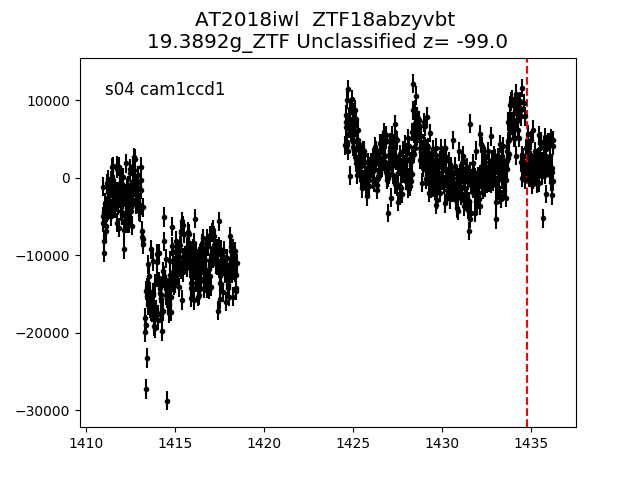 AT2018iwl  ZTF18abzyvbt
19.3892g_ZTF Unclassified z= -99.0
s04 cam1ccd1
10000
0
−10000
−20000
−30000
1410 1415 1420 1425 1430 1435